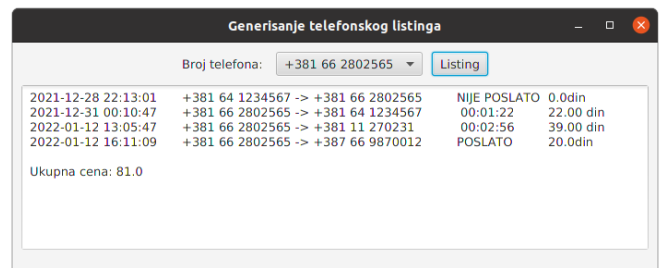 Generisanje telefonskog listinga
Broj telefona: +381 66 2802565 Listing
2021-12-28 22:13:01 +381 64 1234567 -> +381 66 2802565 NIJE POSLATO 0.0din
2021-12-31 00:10:47 +381 66 2802565 -> +381 64 1234567 00:01:22 22.00 din
2022-01-12 13:05:47 +381 66 2802565 -> +381 11 270231 00:02:56 39.00 din
2022-01-12 16:11:09 +381 66 2802565 -> +387 66 9870012 POSLATO 20.0din
Ukupna cena: 81.0